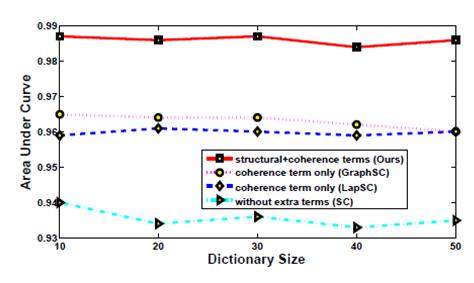 0.99
0.98
0.97
0.96
0.95
0.94
0.93
Area Under Curve
structural+coherence terms (Ours)
coherence term only (GraphSC)
coherence term only (LapSC)
without extra terms (SC)
10 20 30 40 50
Dictionary Size